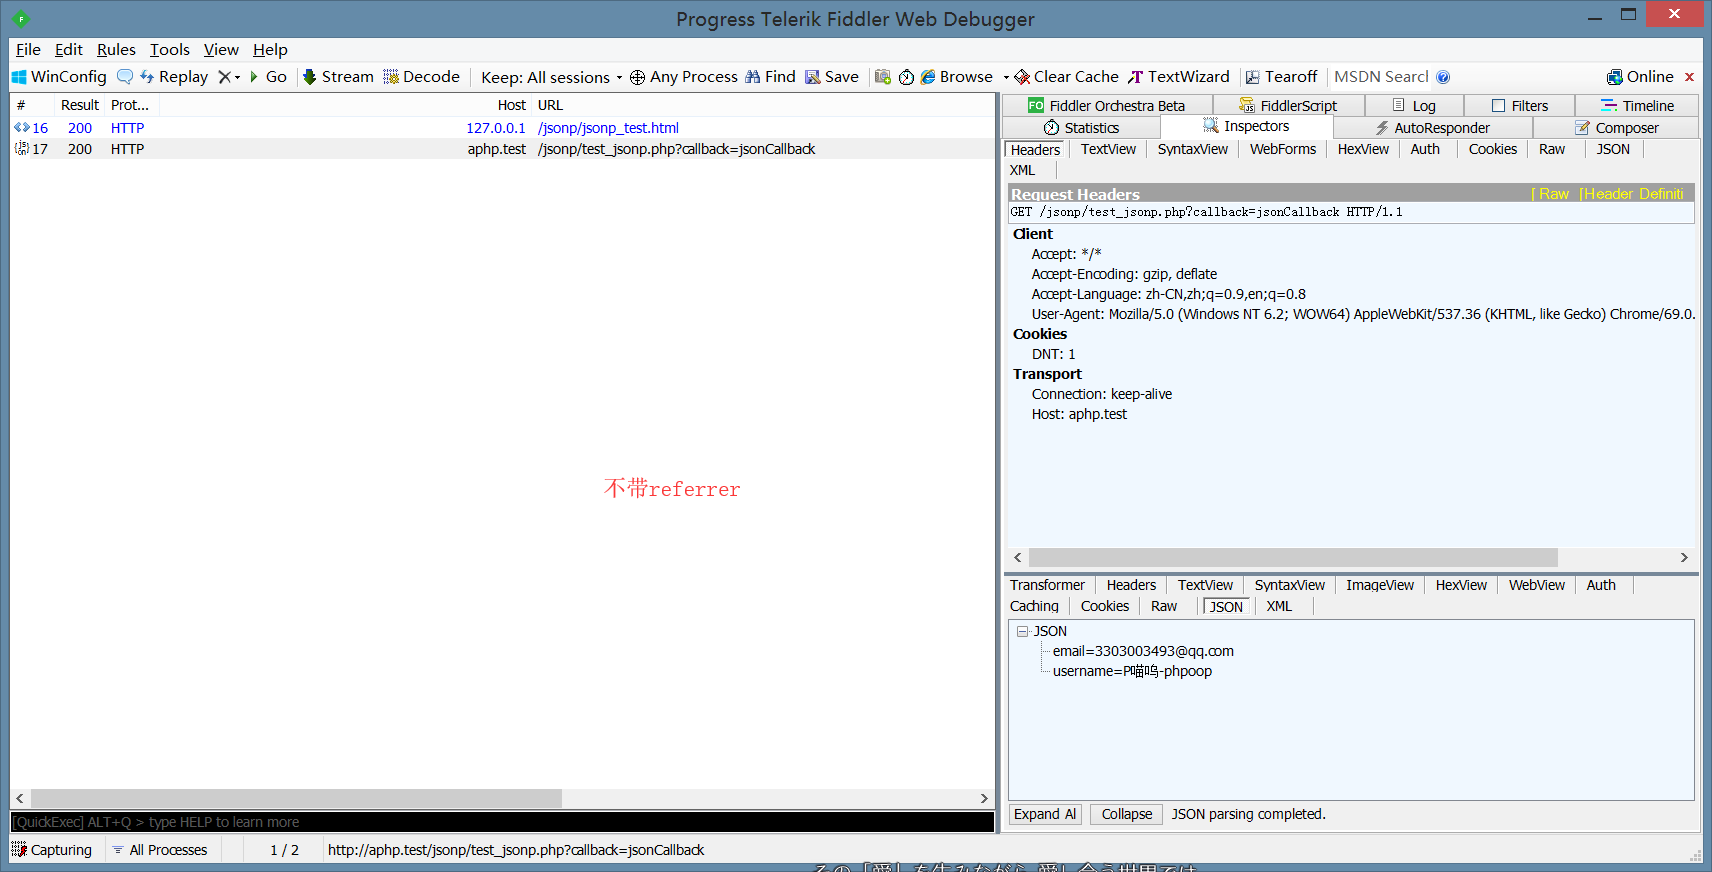 Progress Telerik Fiddler Web Debugger
File Edit Rules Tools View Help
WinConfig Replay Go Stream Decode Keep: All sessions Any Process Find Save Browse Clear Cache TextWizard Tearoff MSDN Searcl Online
# Result Prot... Host URL
16 200 HTTP 127.0.0.1 /jsonp/jsonp_test.html
17 200 HTTP aphp.test /jsonp/test_jsonp.php?callback=jsonCallback
不带referrer
[QuickExec] ALT+Q > type HELP to learn more
Fiddler Orchestra Beta FiddlerScript Log Filters Timeline
Statistics Inspectors AutoResponder Composer
Headers TextView SyntaxView WebForms HexView Auth Cookies Raw JSON
XML
Request Headers [ Raw [Header Definiti
GET /jsonp/test_jsonp.php?callback=jsonCallback HTTP/1.1
Client
Accept: */*
Accept-Encoding: gzip, deflate
Accept-Language: zh-CN,zh;q=0.9,en;q=0.8
User-Agent: Mozilla/5.0 (Windows NT 6.2; WOW64) AppleWebKit/537.36 (KHTML, like Gecko) Chrome/69.0.
Cookies
DNT: 1
Transport
Connection: keep-alive
Host: aphp.test
Transformer Headers TextView SyntaxView ImageView HexView WebView Auth
Caching Cookies Raw JSON XML
JSON
email=3303003493@qq.com
username=P喵呜-phpoop
Expand Al Collapse JSON parsing completed.
Capturing All Processes 1 / 2 http://aphp.test/jsonp/test_jsonp.php?callback=jsonCallback